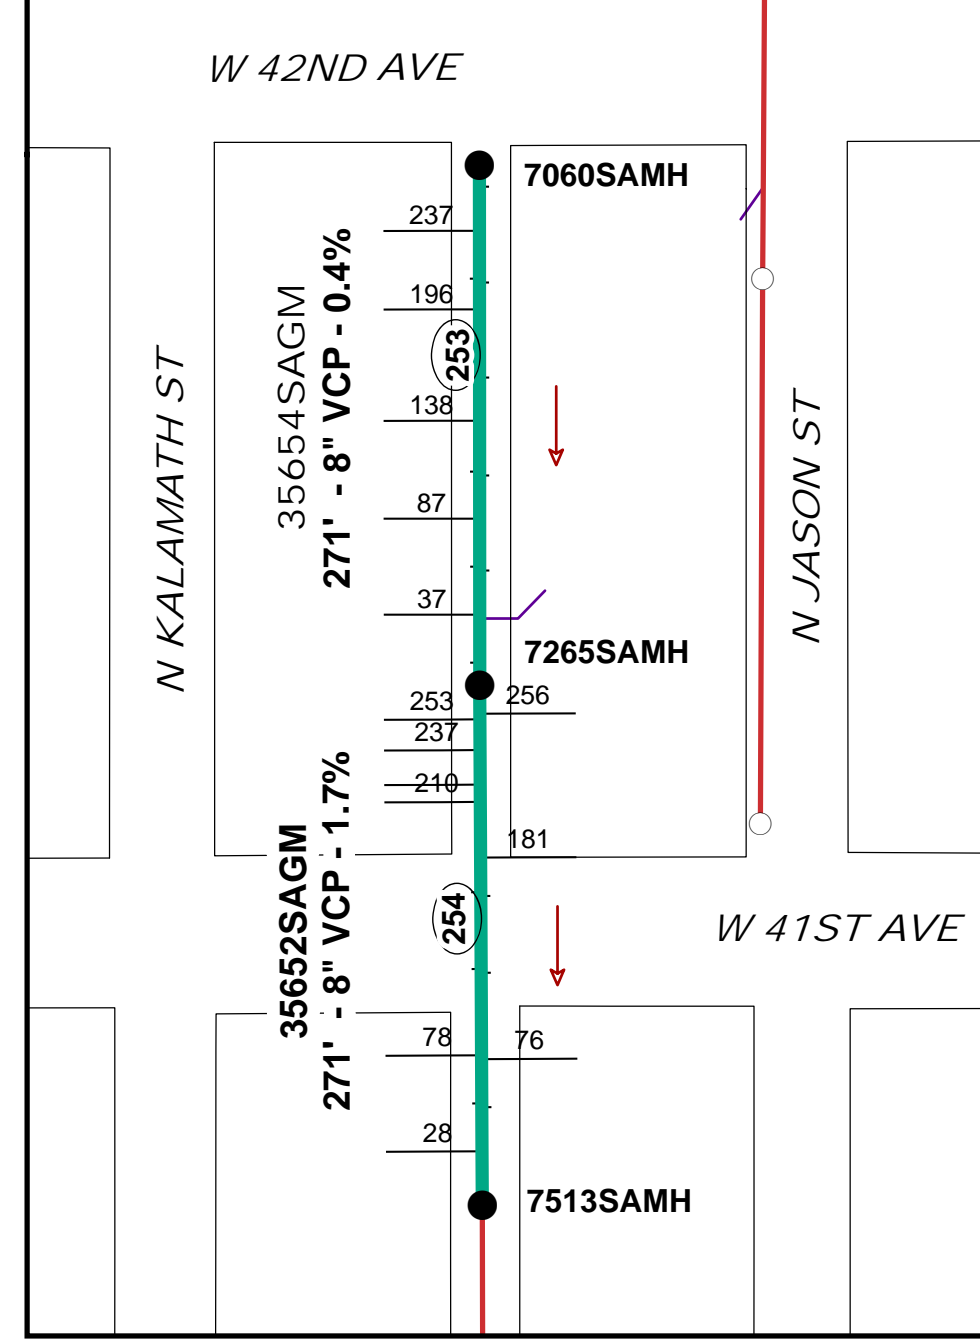 W 42ND AVE
7060SAMH
237
196
253
35654SAGM
271' - 8" VCP - 0.4%
138
N KALAMATH ST
N JASON ST
87
37
7265SAMH
253
256
237
210
181
35652SAGM
271' - 8" VCP - 1.7%
254
W 41ST AVE
78
76
28
7513SAMH